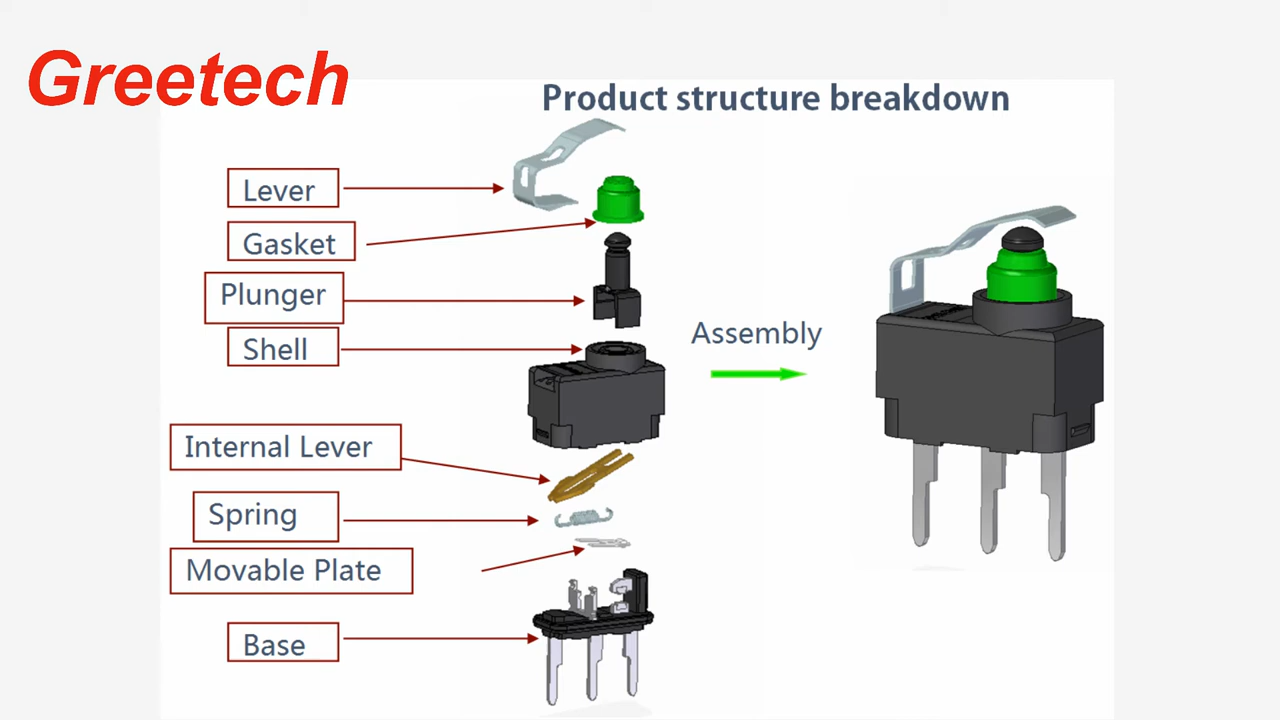 Greetech
Product structure breakdown
Lever
Gasket
Plunger
Shell
Assembly
Internal Lever
Spring
Movable Plate
Base